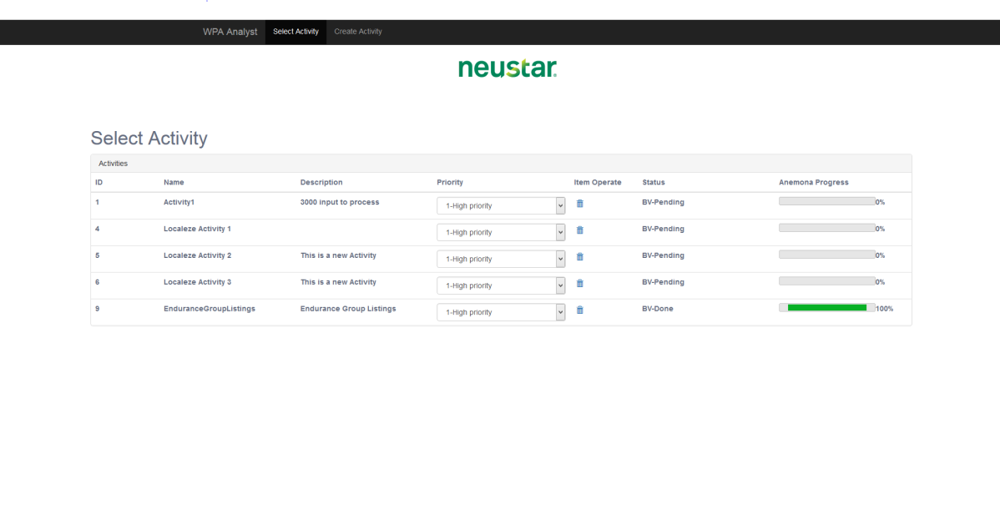 WPA Analyst Select Activity Create Activity
neustar.
Select Activity
Activities
ID Name Description Priority Item Operate Status Anemona Progress
1 Activity1 3000 input to process 1-High priority BV-Pending 0%
4 Localeze Activity 1 1-High priority BV-Pending 0%
5 Localeze Activity 2 This is a new Activity 1-High priority BV-Pending 0%
6 Localeze Activity 3 This is a new Activity 1-High priority BV-Pending 0%
9 EnduranceGroupListings Endurance Group Listings 1-High priority BV-Done 100%